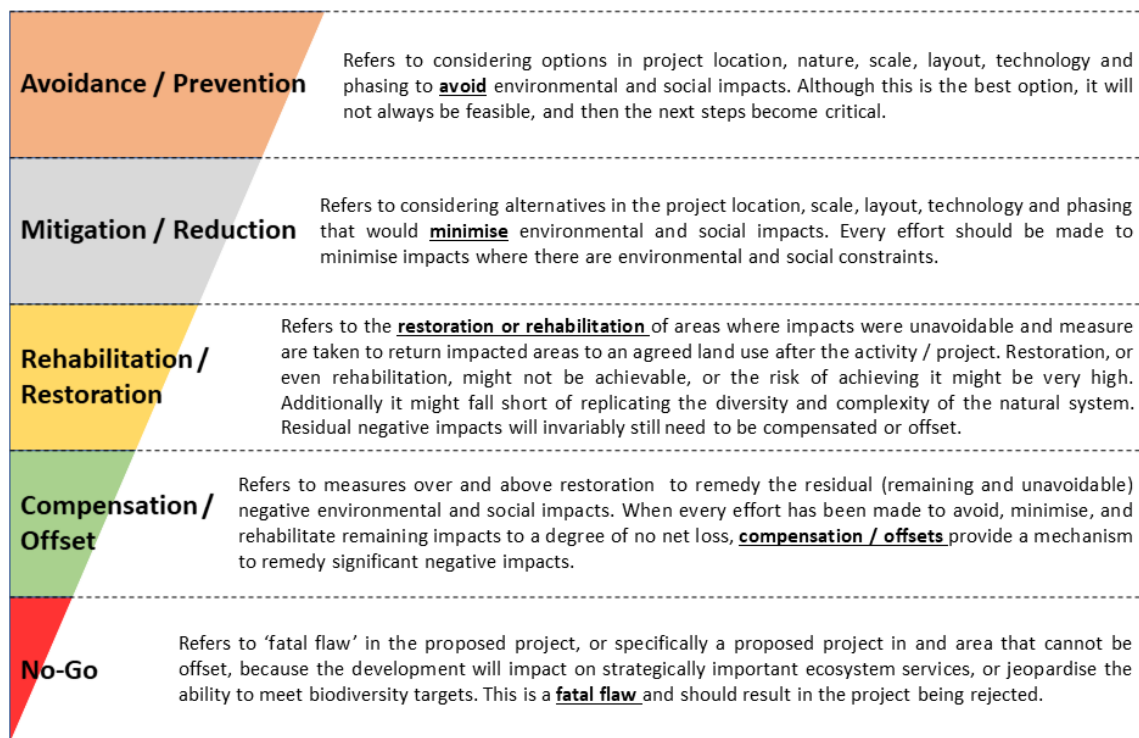 Avoidance / Prevention
Refers to considering options in project location, nature, scale, layout, technology and
phasing to avoid environmental and social impacts. Although this is the best option, it will
not always be feasible, and then the next steps become critical.
Mitigation / Reduction
Refers to considering alternatives in the project location, scale, layout, technology and phasing
that would minimise environmental and social impacts. Every effort should be made to
minimise impacts where there are environmental and social constraints.
Rehabilitation /
Restoration
Refers to the restoration or rehabilitation of areas where impacts were unavoidable and measure
are taken to return impacted areas to an agreed land use after the activity / project. Restoration, or
even rehabilitation, might not be achievable, or the risk of achieving it might be very high.
Additionally it might fall short of replicating the diversity and complexity of the natural system.
Residual negative impacts will invariably still need to be compensated or offset.
Compensation /
Offset
Refers to measures over and above restoration to remedy the residual (remaining and unavoidable)
negative environmental and social impacts. When every effort has been made to avoid, minimise, and
rehabilitate remaining impacts to a degree of no net loss, compensation / offsets provide a mechanism
to remedy significant negative impacts.
No-Go
Refers to ‘fatal flaw’ in the proposed project, or specifically a proposed project in and area that cannot be
offset, because the development will impact on strategically important ecosystem services, or jeopardise the
ability to meet biodiversity targets. This is a fatal flaw and should result in the project being rejected.